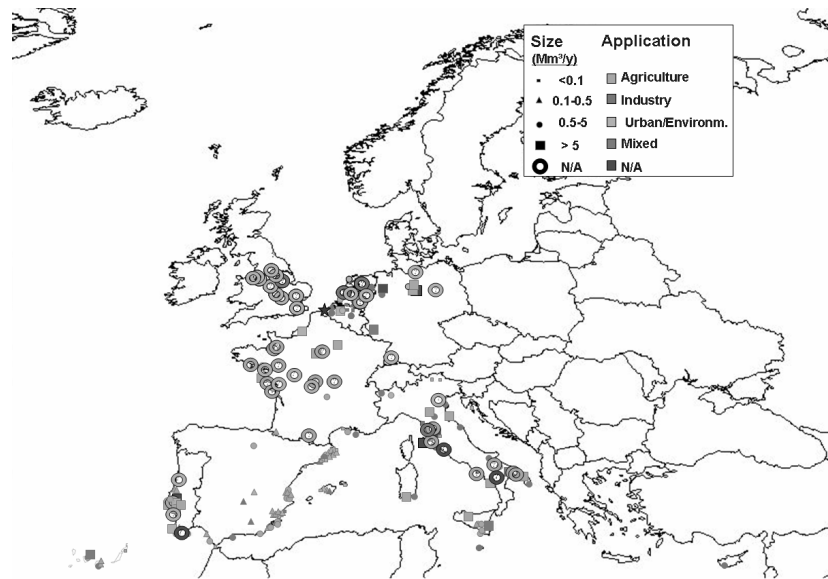 Size Application
(Mm³/y)
<0.1 Agriculture
0.1-0.5 Industry
0.5-5 Urban/Environm.
> 5 Mixed
N/A N/A